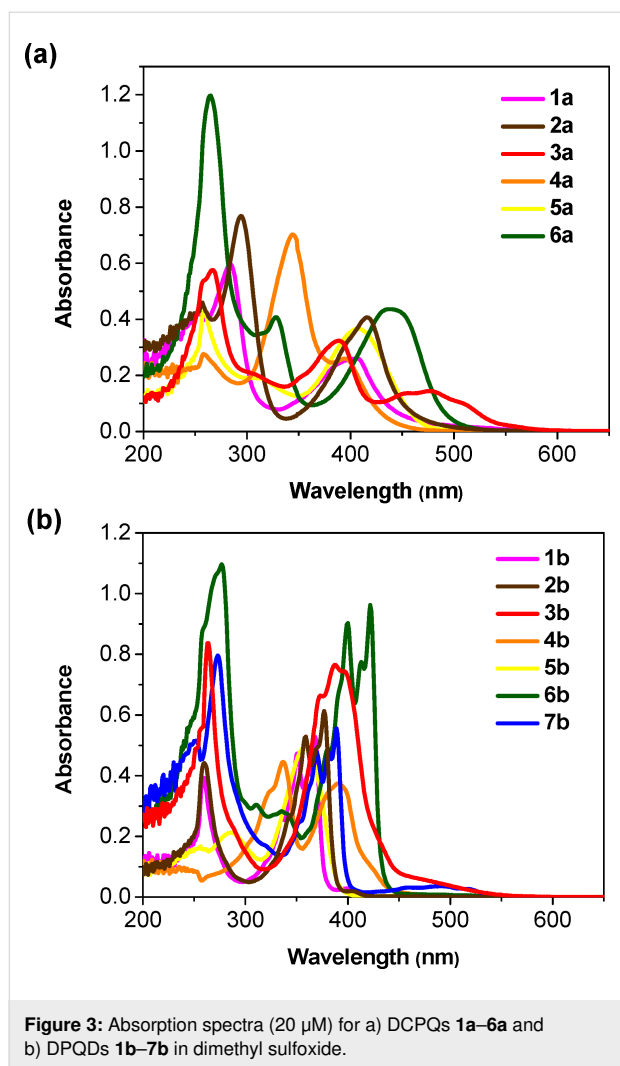 (a)
1.2
1.0
0.8
0.6
0.4
0.2
0.0
Absorbance
1a
2a
3a
4a
5a
6a
200 300 400 500 600
Wavelength (nm)
(b)
1.2
1.0
0.8
0.6
0.4
0.2
0.0
Absorbance
1b
2b
3b
4b
5b
6b
7b
200 300 400 500 600
Wavelength (nm)
Figure 3: Absorption spectra (20 μM) for a) DCPQs 1a–6a and
b) DPQDs 1b–7b in dimethyl sulfoxide.